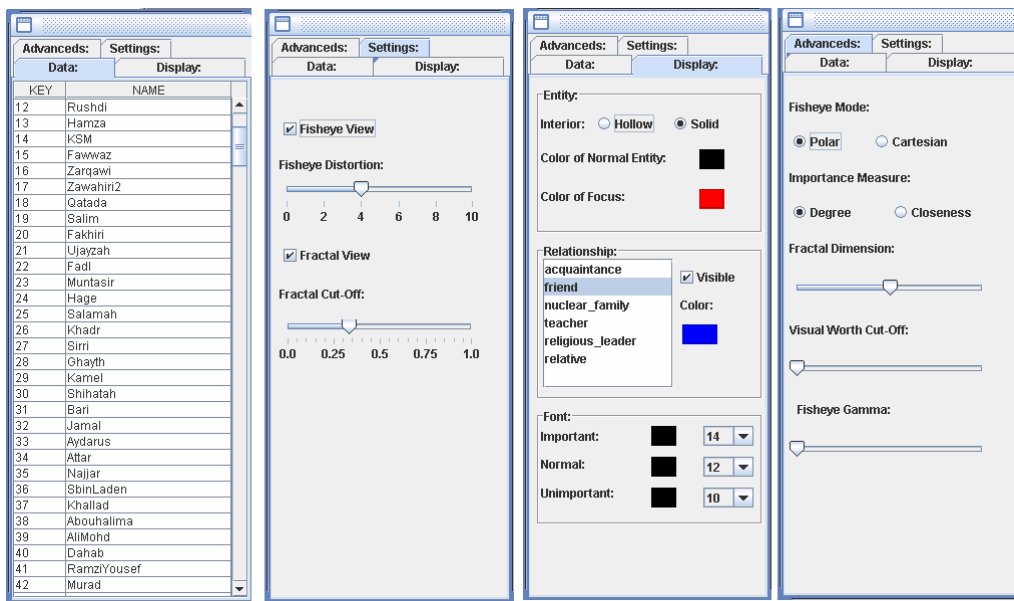 Advanceds: Settings:
Data: Display:
KEY NAME
12 Rushdi
13 Hamza
14 KSM
15 Fawwaz
16 Zarqawi
17 Zawahiri2
18 Qatada
19 Salim
20 Fakhiri
21 Ujayzah
22 Fadl
23 Muntasir
24 Hage
25 Salamah
26 Khadr
27 Sirri
28 Ghayth
29 Kamel
30 Shihatah
31 Bari
32 Jamal
33 Aydarus
34 Attar
35 Najjar
36 SbinLaden
37 Khallad
38 Abouhalima
39 AliMohd
40 Dahab
41 RamziYousef
42 Murad
Advanceds: Settings:
Data: Display:
Fisheye View
Fisheye Distortion:
0 2 4 6 8 10
Fractal View
Fractal Cut-Off:
0.0 0.25 0.5 0.75 1.0
Advanceds: Settings:
Data: Display:
Entity:
Interior: Hollow Solid
Color of Normal Entity:
Color of Focus:
Relationship:
acquaintance
friend
nuclear_family
teacher
religious_leader
relative
Visible
Color:
Font:
Important: 14
Normal: 12
Unimportant: 10
Advanceds: Settings:
Data: Display:
Fisheye Mode:
Polar Cartesian
Importance Measure:
Degree Closeness
Fractal Dimension:
Visual Worth Cut-Off:
Fisheye Gamma: